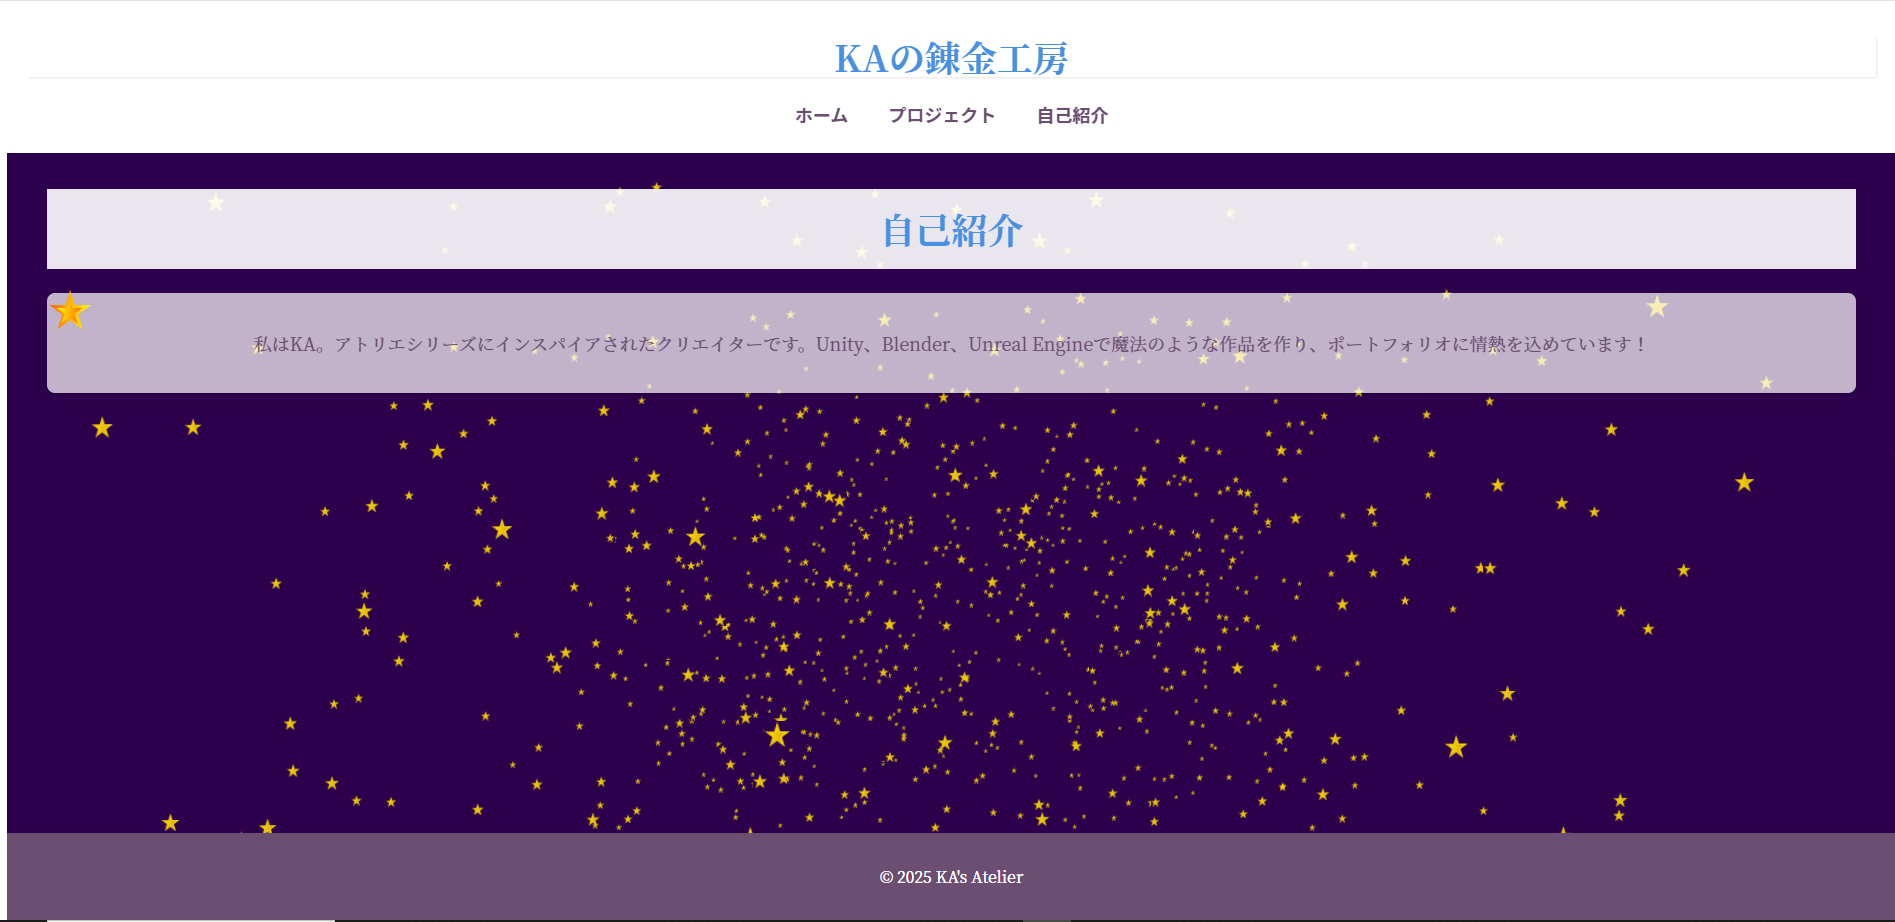 KAの錬金工房
ホーム プロジェクト 自己紹介
自己紹介
私はKA。アトリエシリーズにインスパイアされたクリエイターです。Unity、Blender、Unreal Engineで魔法のような作品を作り、ポートフォリオに情熱を込めています！
© 2025 KA's Atelier